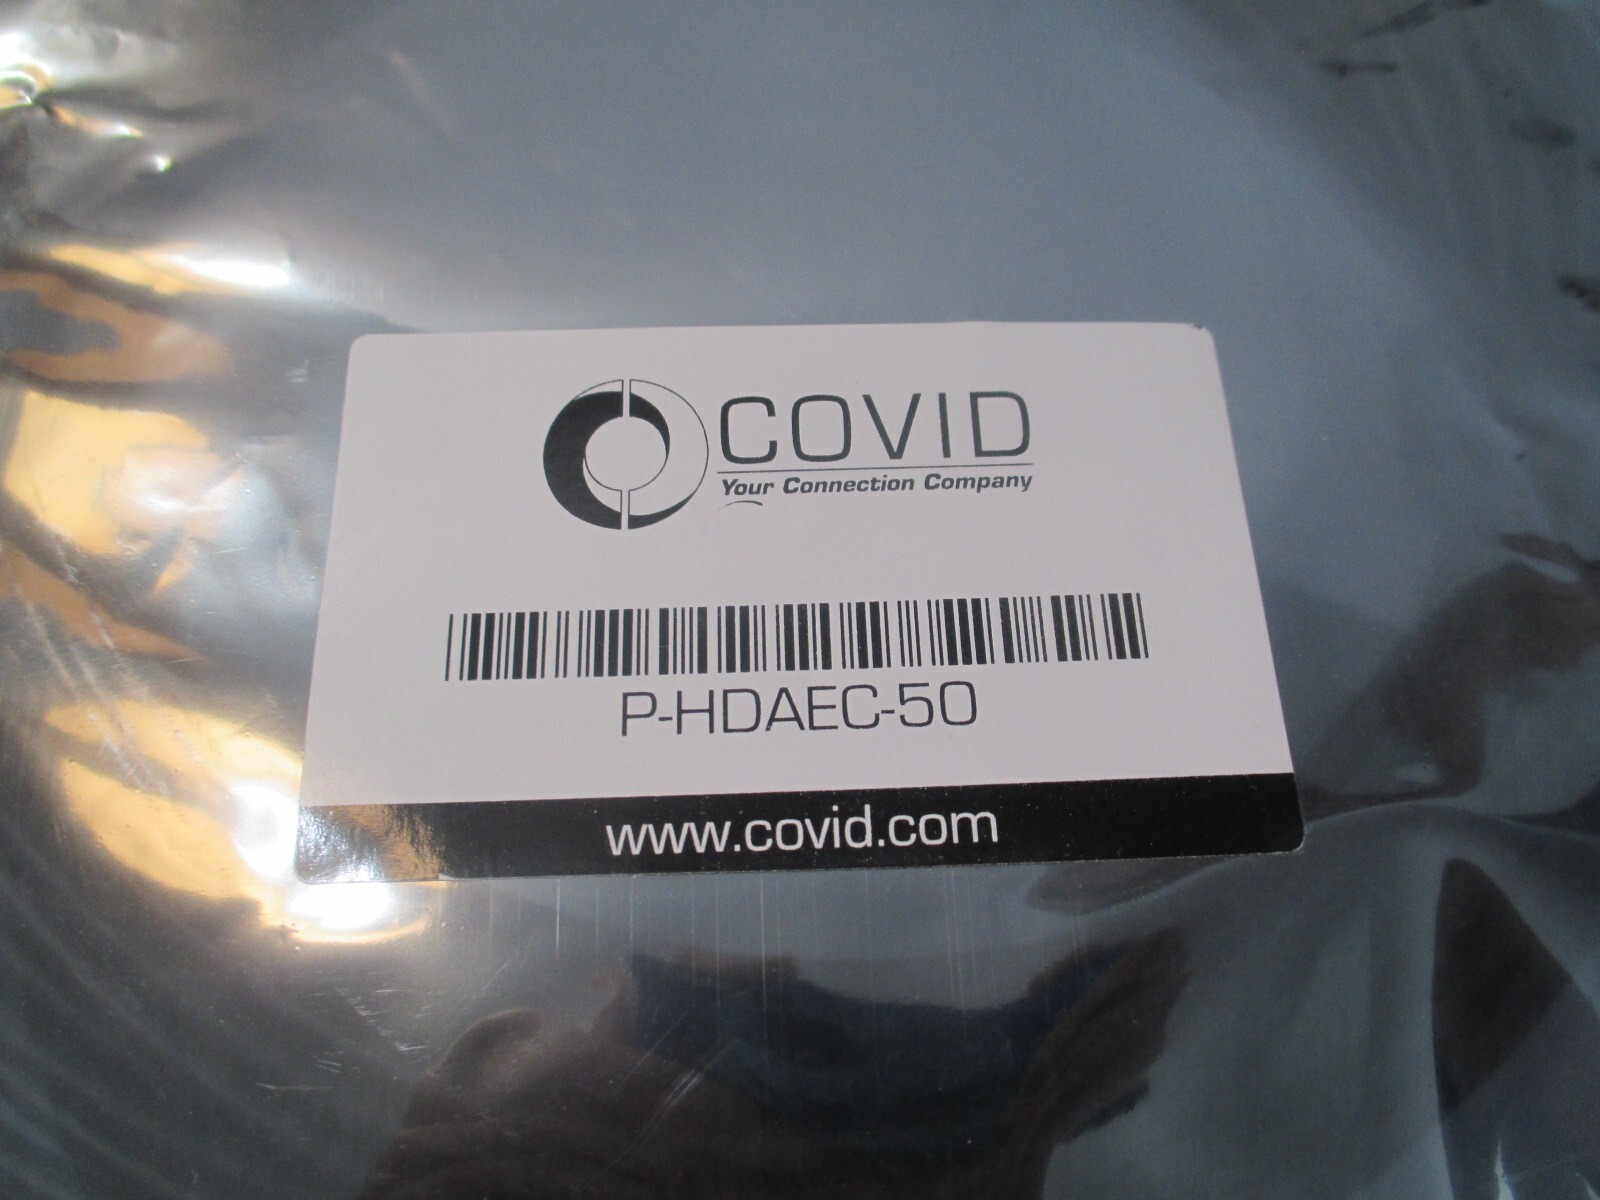 COVID
Your Connection Company
P-HDAEC-50
www.covid.com